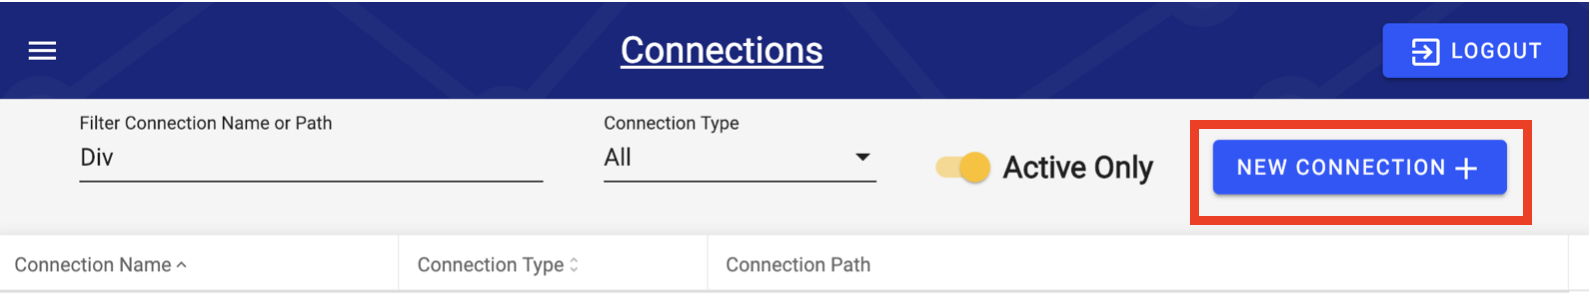 Connections
LOGOUT
Filter Connection Name or Path
Div
Connection Type
All
Active Only
NEW CONNECTION +
Connection Name
Connection Type
Connection Path